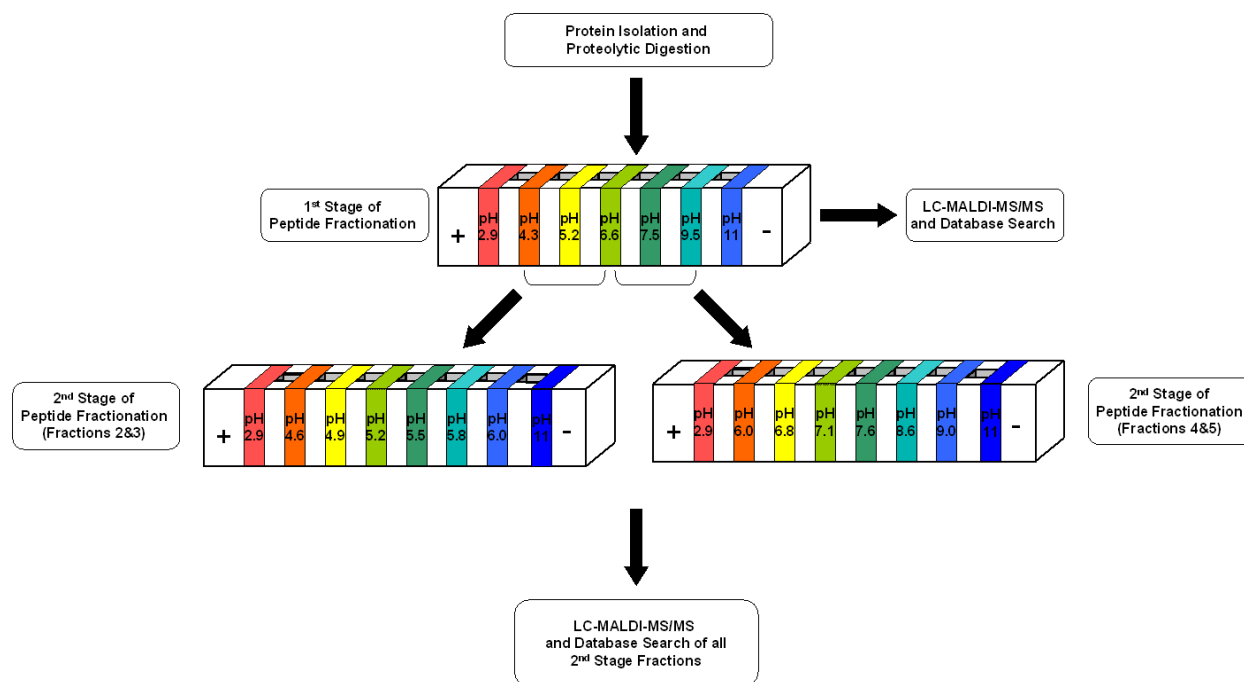 Protein Isolation and
Proteolytic Digestion
1st Stage of
Peptide Fractionation
+
pH
2.9
pH
4.3
pH
5.2
pH
6.6
pH
7.5
pH
9.5
pH
11
-
LC-MALDI-MS/MS
and Database Search
2nd Stage of
Peptide Fractionation
(Fractions 2&3)
+
pH
2.9
pH
4.6
pH
4.9
pH
5.2
pH
5.5
pH
5.8
pH
6.0
pH
11
-
+
pH
2.9
pH
6.0
pH
6.8
pH
7.1
pH
7.6
pH
8.6
pH
9.0
pH
11
-
2nd Stage of
Peptide Fractionation
(Fractions 4&5)
LC-MALDI-MS/MS
and Database Search of all
2nd Stage Fractions